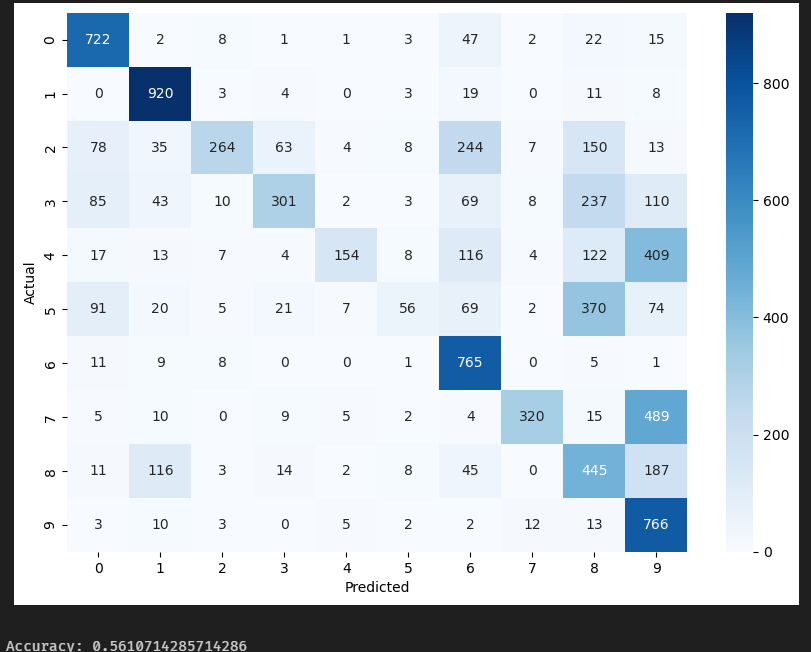 0 722 2 8 1 1 3 47 2 22 15
1 0 920 3 4 0 3 19 0 11 8
2 78 35 264 63 4 8 244 7 150 13
3 85 43 10 301 2 3 69 8 237 110
4 17 13 7 4 154 8 116 4 122 409
5 91 20 5 21 7 56 69 2 370 74
6 11 9 8 0 0 1 765 0 5 1
7 5 10 0 9 5 2 4 320 15 489
8 11 116 3 14 2 8 45 0 445 187
9 3 10 3 0 5 2 2 12 13 766
0 1 2 3 4 5 6 7 8 9
Actual
Predicted
800
600
400
200
0
Accuracy: 0.5610714285714286